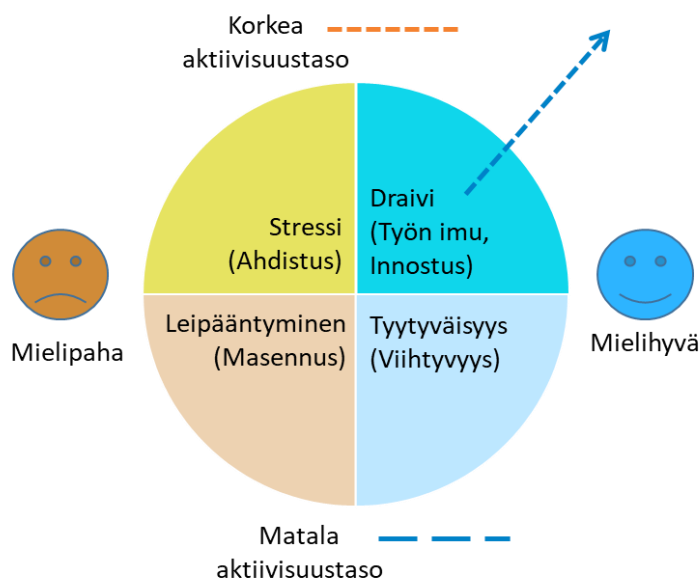 Korkea
aktiivisuustaso
Draivi
(Työn imu,
Innostus)
Stressi
(Ahdistus)
Mielipaha
Leipääntyminen
(Masennus)
Tyytyväisyys
(Viihtyvyys)
Mielihyvä
Matala
aktiivisuustaso